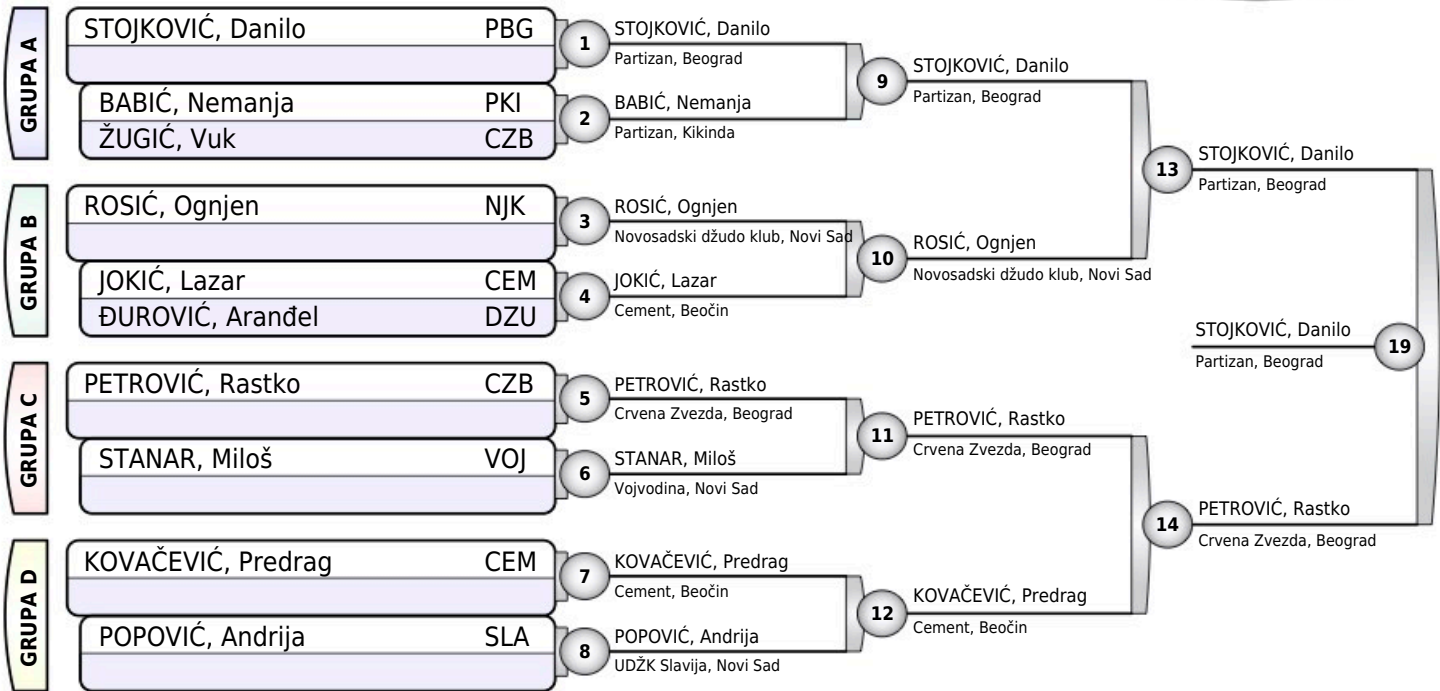 GRUPA A
STOJKOVIĆ, Danilo PBG
BABIĆ, Nemanja PKI
ŽUGIĆ, Vuk CZB
GRUPA B
ROSIĆ, Ognjen NJK
JOKIĆ, Lazar CEM
ĐUROVIĆ, Aranđel DZU
GRUPA C
PETROVIĆ, Rastko CZB
STANAR, Miloš VOJ
GRUPA D
KOVAČEVIĆ, Predrag CEM
POPOVIĆ, Andrija SLA
1
STOJKOVIĆ, Danilo
Partizan, Beograd
2
BABIĆ, Nemanja
Partizan, Kikinda
3
ROSIĆ, Ognjen
Novosadski džudo klub, Novi Sad
4
JOKIĆ, Lazar
Cement, Beočin
5
PETROVIĆ, Rastko
Crvena Zvezda, Beograd
6
STANAR, Miloš
Vojvodina, Novi Sad
7
KOVAČEVIĆ, Predrag
Cement, Beočin
8
POPOVIĆ, Andrija
UDŽK Slavija, Novi Sad
9
STOJKOVIĆ, Danilo
Partizan, Beograd
10
ROSIĆ, Ognjen
Novosadski džudo klub, Novi Sad
11
PETROVIĆ, Rastko
Crvena Zvezda, Beograd
12
KOVAČEVIĆ, Predrag
Cement, Beočin
13
STOJKOVIĆ, Danilo
Partizan, Beograd
14
PETROVIĆ, Rastko
Crvena Zvezda, Beograd
STOJKOVIĆ, Danilo
Partizan, Beograd
19